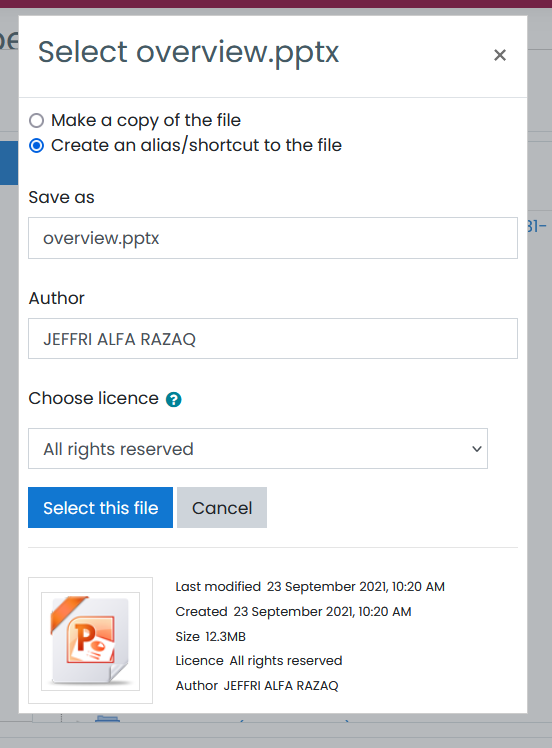 Select overview.pptx
×
Make a copy of the file
Create an alias/shortcut to the file
Save as
overview.pptx
Author
JEFFRI ALFA RAZAQ
Choose licence ?
All rights reserved
Select this file Cancel
Last modified 23 September 2021, 10:20 AM
Created 23 September 2021, 10:20 AM
Size 12.3MB
Licence All rights reserved
Author JEFFRI ALFA RAZAQ
P